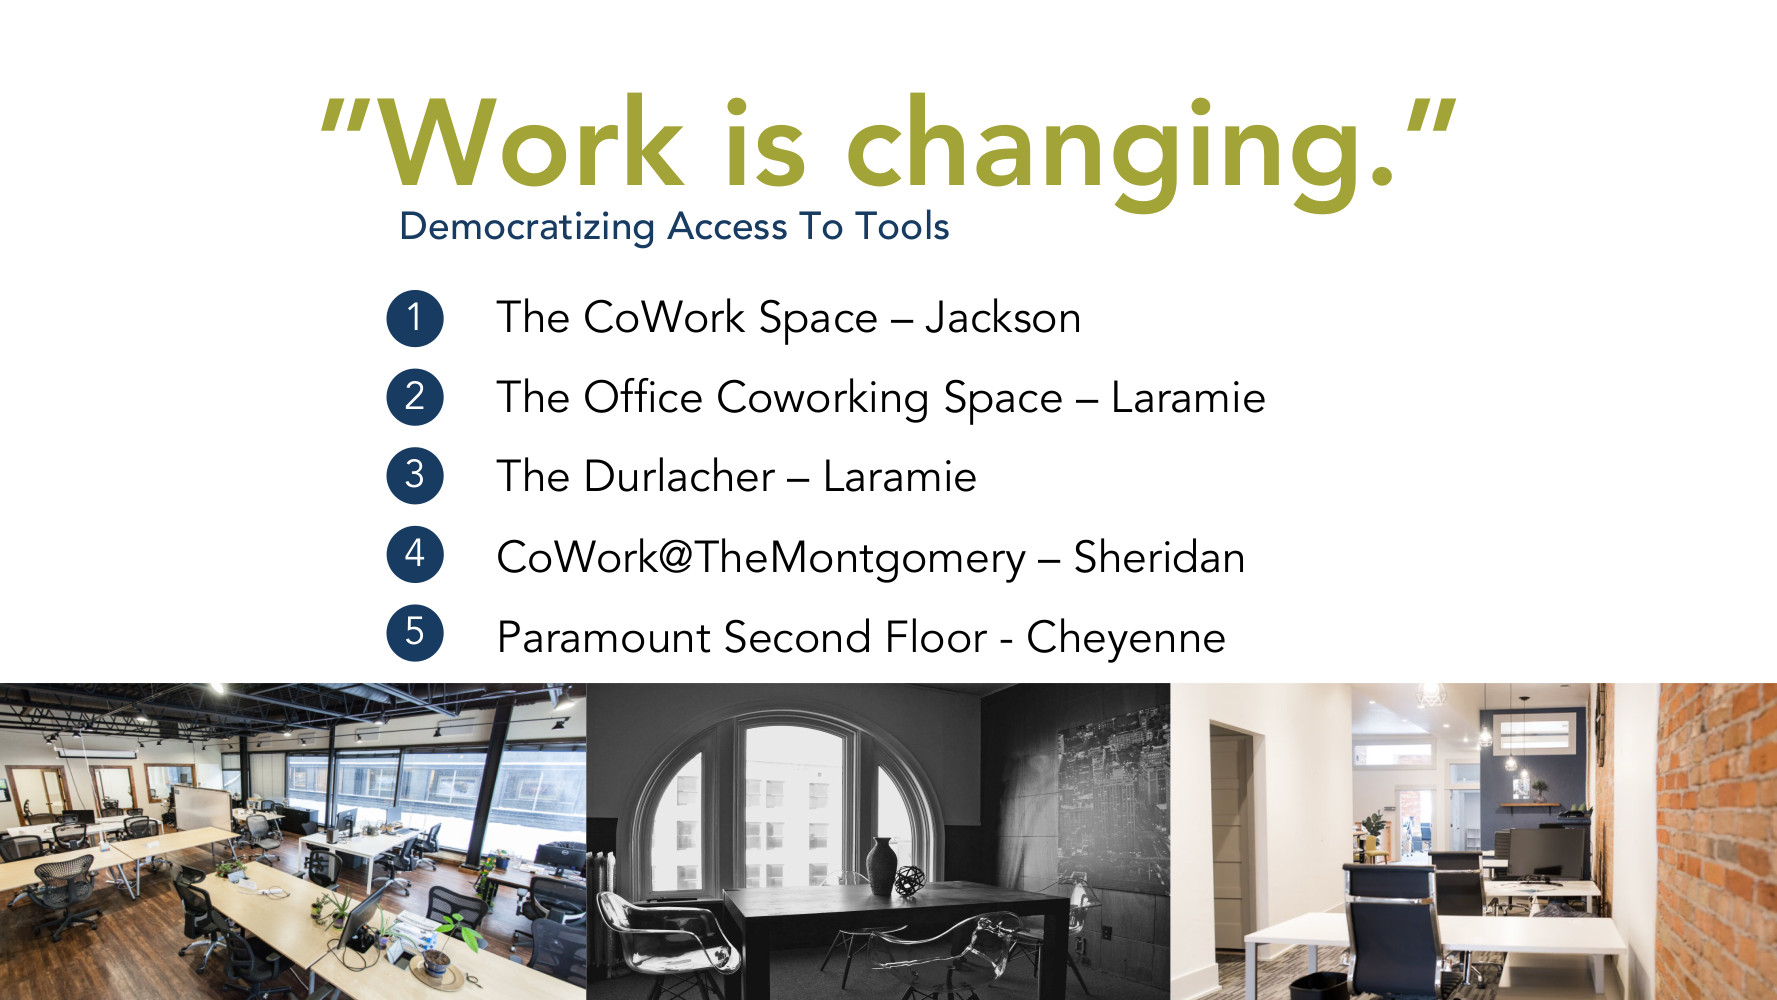 ”Work is changing.”
Democratizing Access To Tools
1 The CoWork Space – Jackson
2 The Office Coworking Space – Laramie
3 The Durlacher – Laramie
4 CoWork@TheMontgomery – Sheridan
5 Paramount Second Floor - Cheyenne